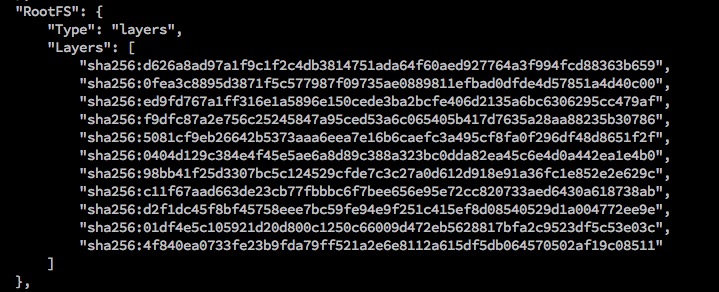 "RootFS": {
"Type": "layers",
"Layers": [
"sha256:d626a8ad97a1f9c1f2c4db3814751ada64f60aed927764a3f994fcd88363b659",
"sha256:0fea3c8895d3871f5c577987f09735ae0889811efbad0dfde4d57851a4d40c00",
"sha256:ed9fd767a1ff316e1a5896e150cede3ba2bcfe406d2135a6bc6306295cc479af",
"sha256:f9dfc87a2e756c25245847a95ced53a6c065405b417d7635a28aa88235b30786",
"sha256:5081cf9eb26642b5373aaa6eea7e16b6caefc3a495cf8fa0f296df48d8651f2f",
"sha256:0404d129c384e4f45e5ae6a8d89c388a323bc0dda82ea45c6e4d0a442ea1e4b0",
"sha256:98bb41f25d3307bc5c124529cfde7c3c27a0d612d918e91a36fc1e852e2e629c",
"sha256:c11f67aad663de23cb77fbbbc6f7bee656e95e72cc820733aed6430a618738ab",
"sha256:d2f1dc45f8bf45758eee7bc59fe94e9f251c415ef8d08540529d1a004772ee9e",
"sha256:01df4e5c105921d20d800c1250c66009d472eb5628817bfa2c9523df5c53e03c",
"sha256:4f840ea0733fe23b9fda79ff521a2e6e8112a615df5db064570502af19c08511"
]
},